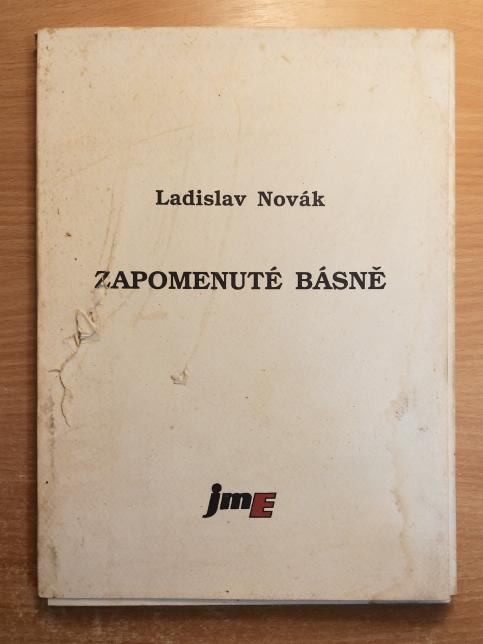 Ladislav Novák
ZAPOMENUTÉ BÁSNĚ
jmE